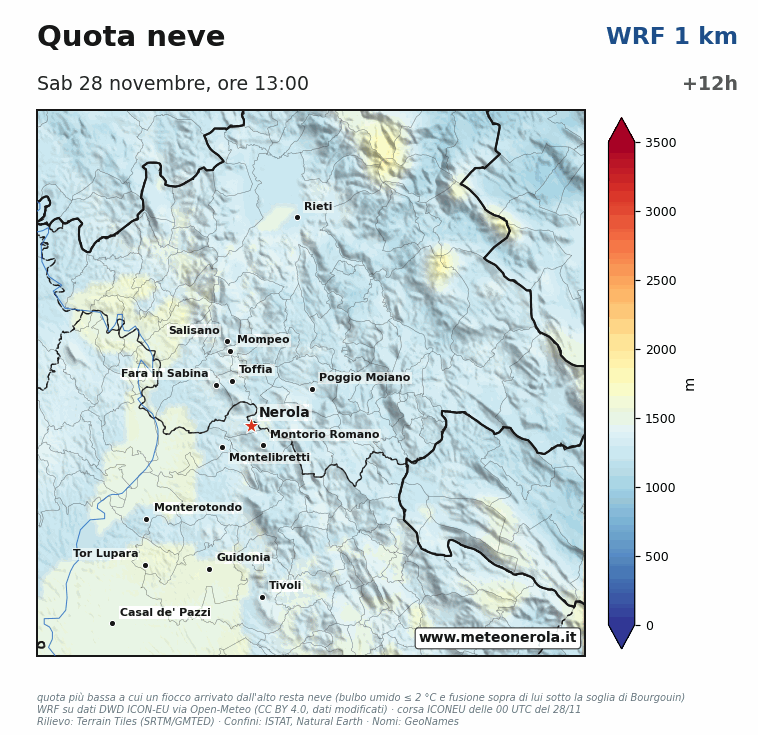 Quota neve
WRF 1 km
Sab 28 novembre, ore 13:00
+12h
3500
3000
2500
2000
1500
1000
500
0
m
Rieti
Salisano
Mompeo
Fara in Sabina
Toffia
Poggio Moiano
Nerola
Montorio Romano
Montelibretti
Monterotondo
Tor Lupara
Guidonia
Tivoli
Casal de' Pazzi
www.meteonerola.it
quota più bassa a cui un fiocco arrivato dall'alto resta neve (bulbo umido ≤ 2 °C e fusione sopra di lui sotto la soglia di Bourgouin)
WRF su dati DWD ICON-EU via Open-Meteo (CC BY 4.0, dati modificati) · corsa ICONEU delle 00 UTC del 28/11
Rilievo: Terrain Tiles (SRTM/GMTED) · Confini: ISTAT, Natural Earth · Nomi: GeoNames